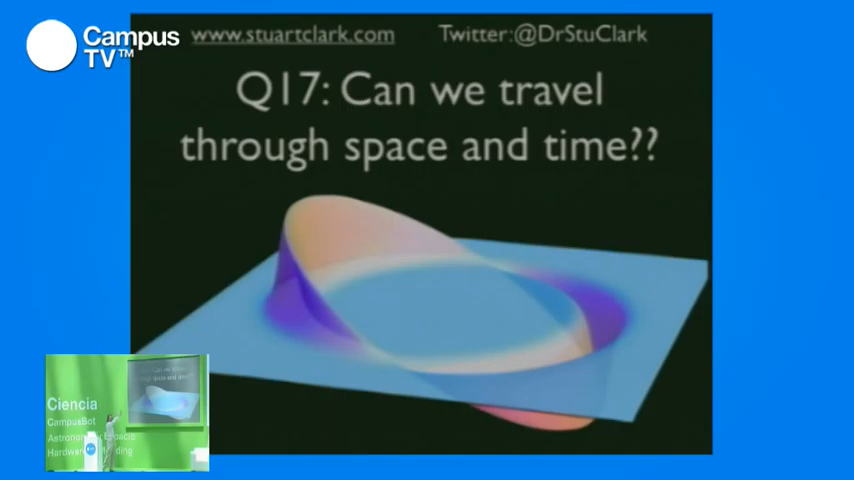 Campus
TV™
www.stuartclark.com Twitter:@DrStuClark
Q17: Can we travel
through space and time??
Ciencia
CampusBot